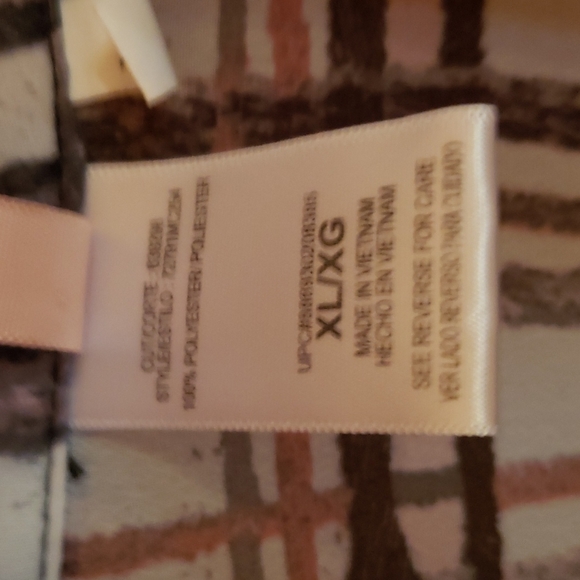 CUT/CORTE :
STYLE/ESTILO :
100% POLYESTER/POLIESTER
XL/XG
MADE IN VIETNAM
HECHO EN VIETNAM
SEE REVERSE FOR CARE
VER LADO REVERSO PARA CUIDADO